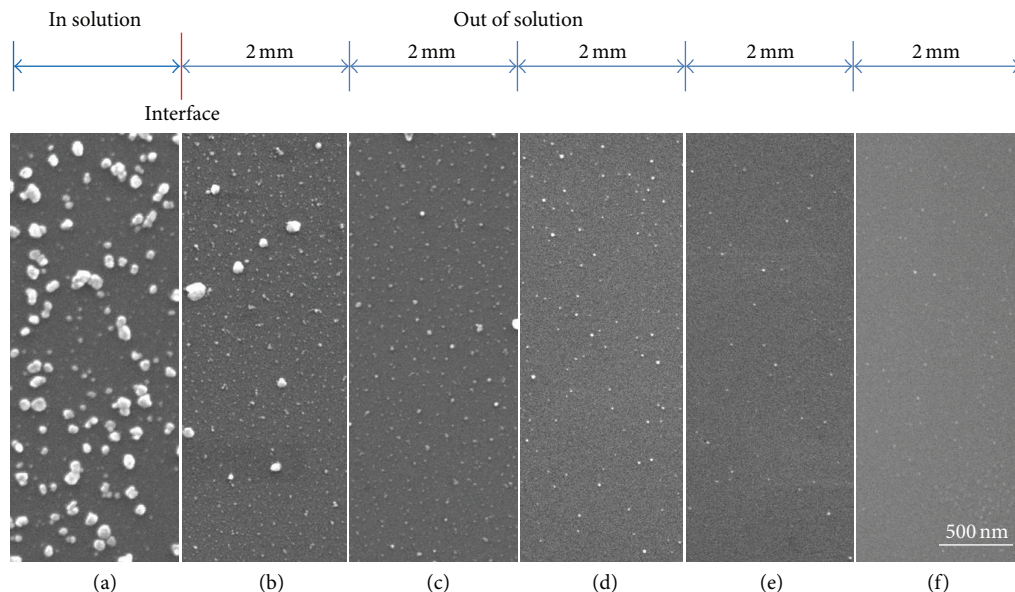 In solution
Out of solution
2 mm 2 mm 2 mm 2 mm 2 mm
Interface
500 nm
(a) (b) (c) (d) (e) (f)